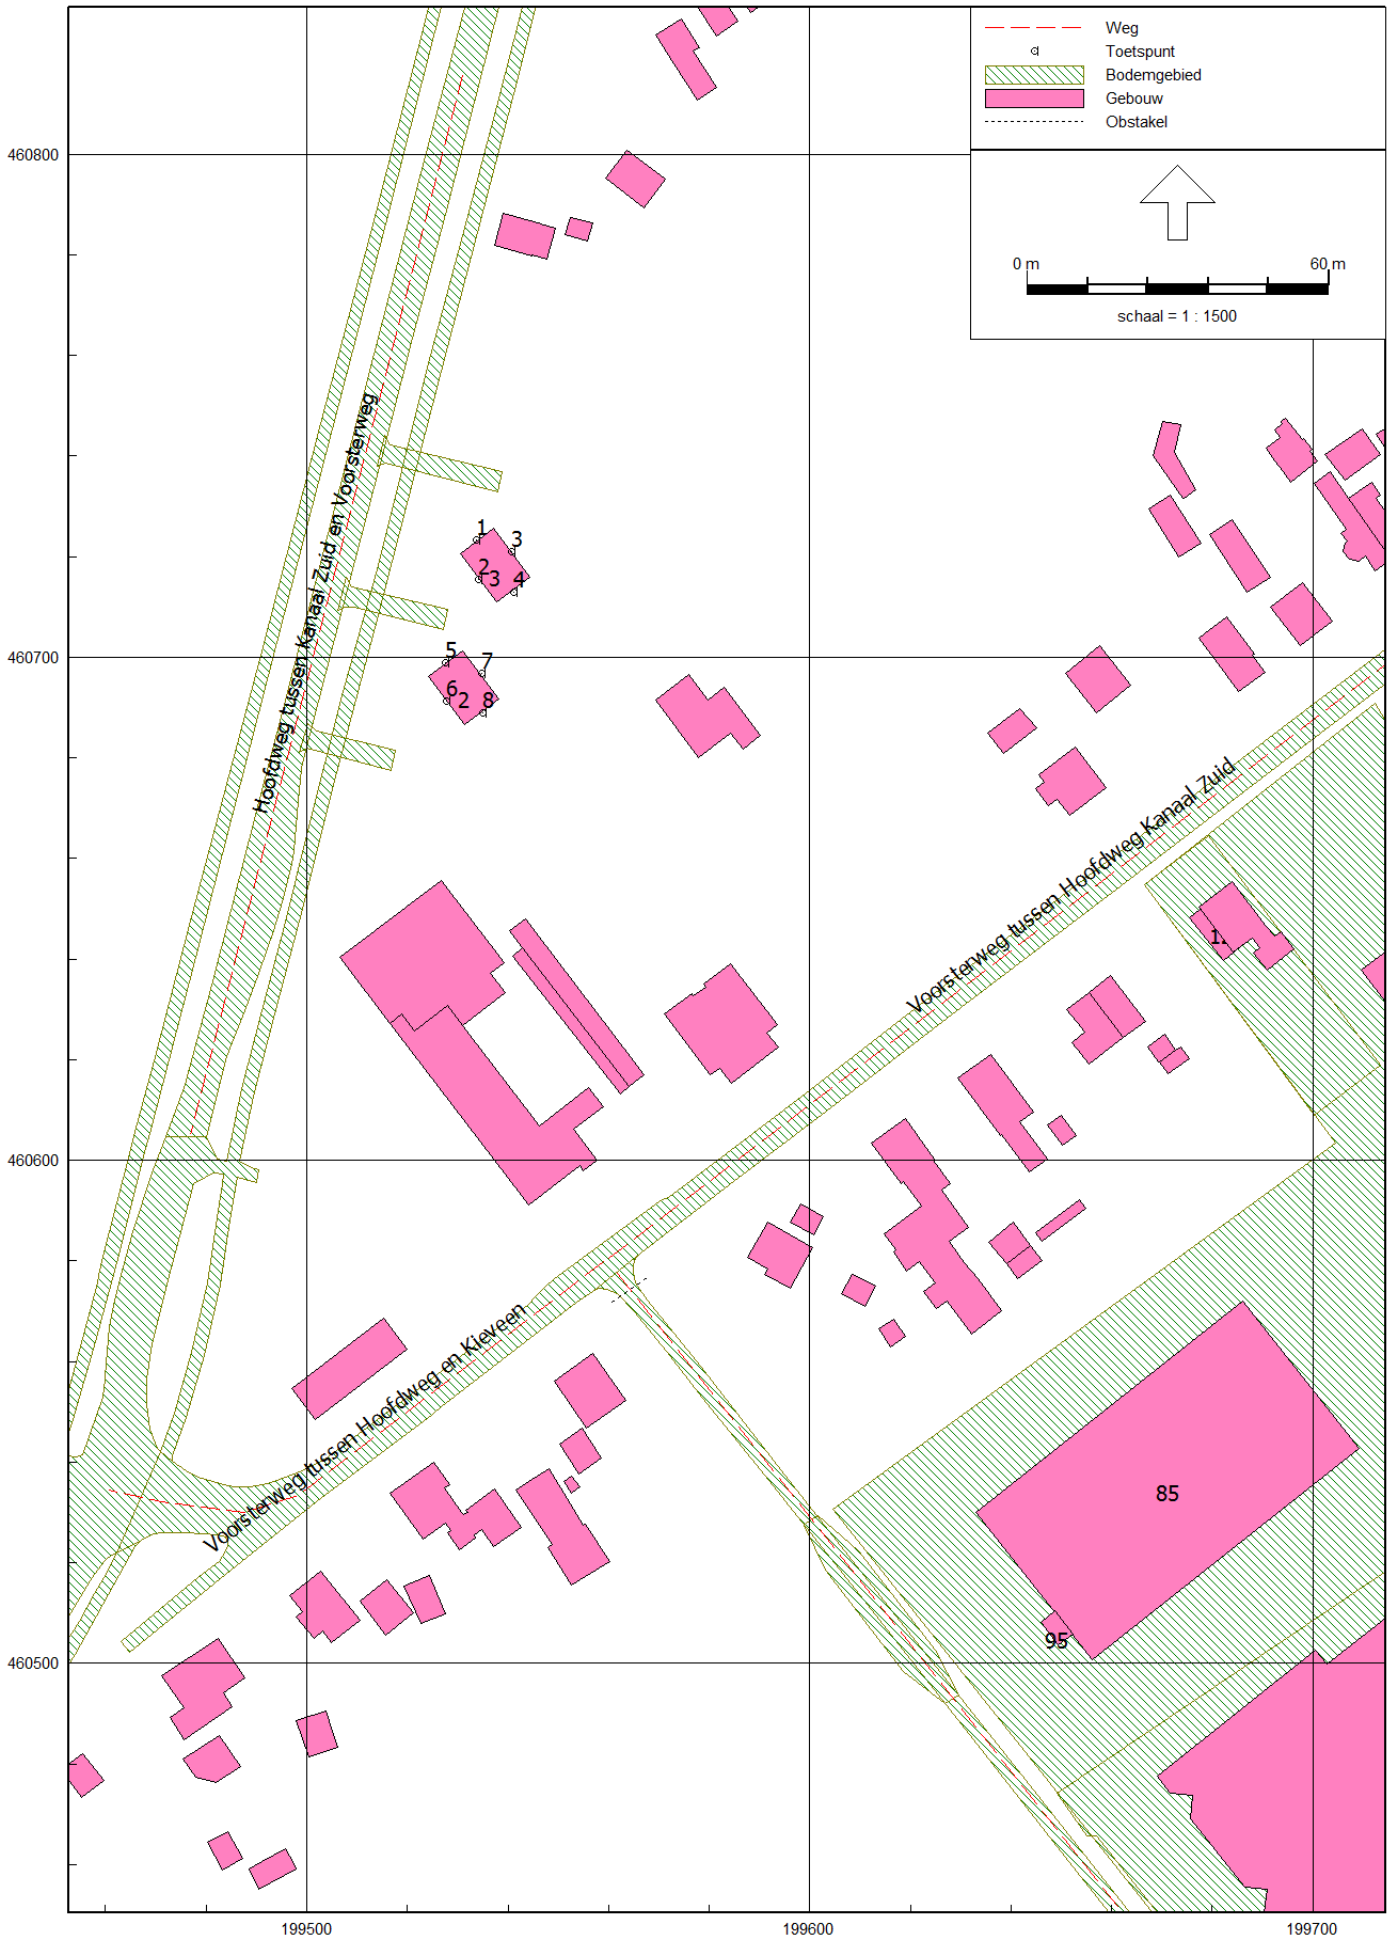 Weg
Toetspunt
Bodemgebied
Gebouw
Obstakel
460800
0 m
60 m
schaal = 1 : 1500
Hoofdweg tussen Kanaal Zuid en Voorsterweg
1
3
2
3
4
5
7
6
2
8
460700
Voorsterweg tussen Hoofdweg Kanaal Zuid
460600
Voorsterweg tussen Hoofdweg en Kieveen
85
95
460500
199500
199600
199700